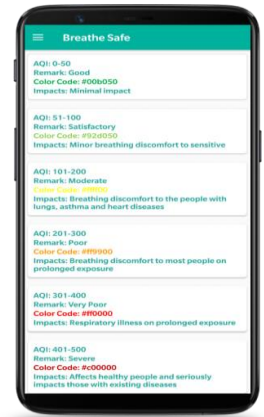 Breathe Safe
AQI: 0-50
Remark: Good
Color Code: #00b050
Impacts: Minimal impact
AQI: 51-100
Remark: Satisfactory
Color Code: #92d050
Impacts: Minor breathing discomfort to sensitive
AQI: 101-200
Remark: Moderate
Color Code: #ffff00
Impacts: Breathing discomfort to the people with
lungs, asthma and heart diseases
AQI: 201-300
Remark: Poor
Color Code: #ff9900
Impacts: Breathing discomfort to most people on
prolonged exposure
AQI: 301-400
Remark: Very Poor
Color Code: #ff0000
Impacts: Respiratory illness on prolonged exposure
AQI: 401-500
Remark: Severe
Color Code: #c00000
Impacts: Affects healthy people and seriously
impacts those with existing diseases